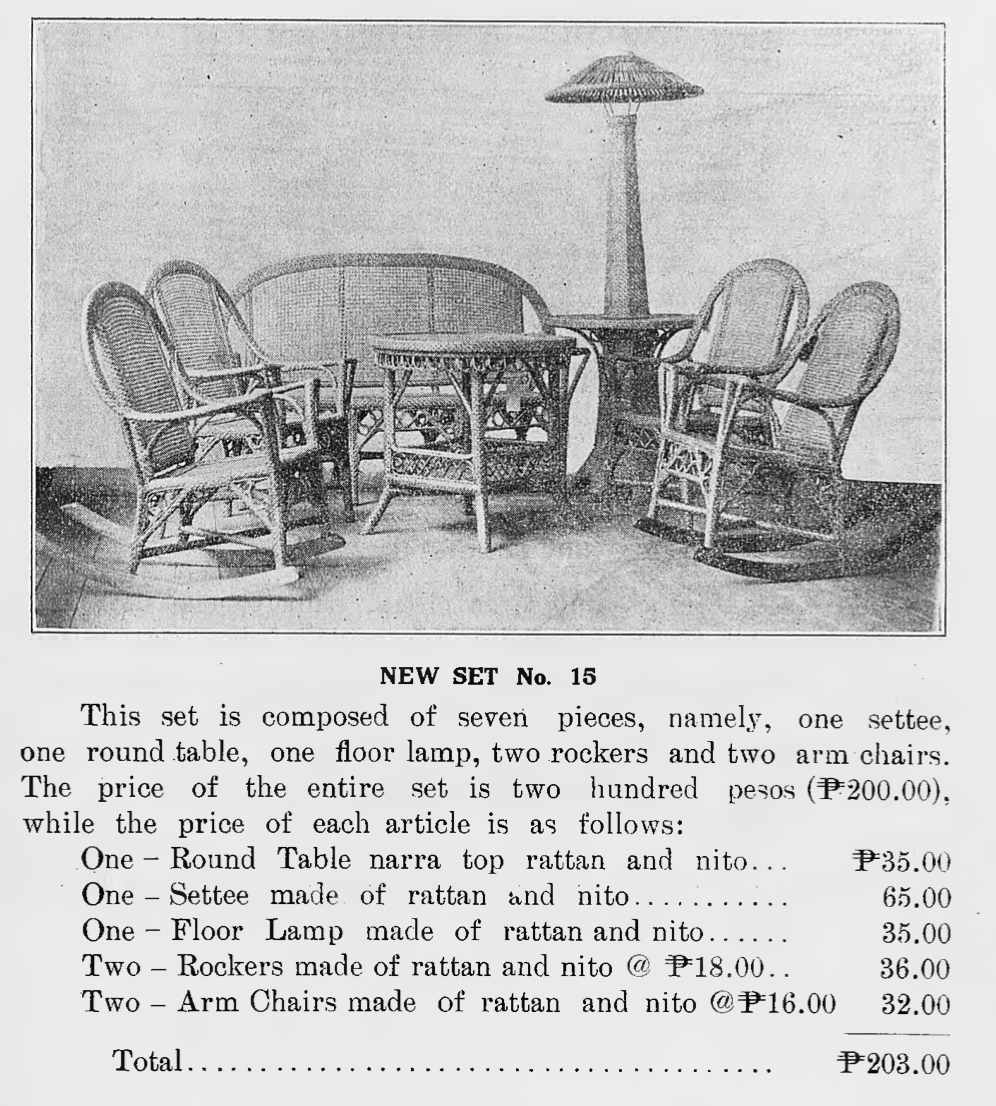 NEW SET No. 15
This set is composed of seven pieces, namely, one settee,
one round table, one floor lamp, two rockers and two arm chairs.
The price of the entire set is two hundred pesos (₱200.00),
while the price of each article is as follows:
One – Round Table narra top rattan and nito... ₱35.00
One – Settee made of rattan and nito........... 65.00
One – Floor Lamp made of rattan and nito...... 35.00
Two – Rockers made of rattan and nito @ ₱18.00.. 36.00
Two – Arm Chairs made of rattan and nito @₱16.00 32.00
Total........................................ ₱203.00